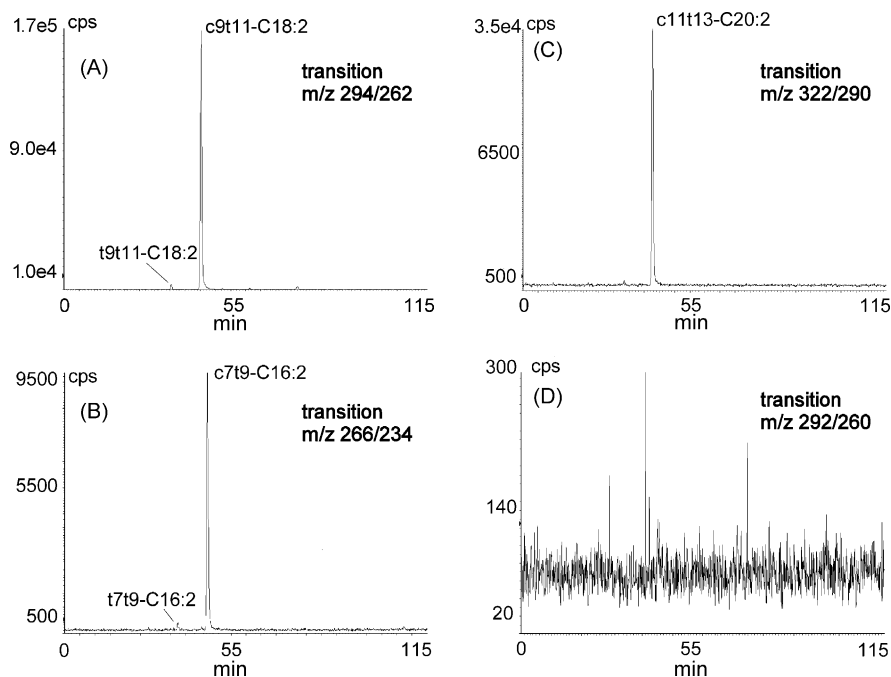 1.7e5
cps
c9t11-C18:2
(A)
transition
m/z 294/262
9.0e4
t9t11-C18:2
1.0e4
0
55
115
min
9500
cps
c7t9-C16:2
(B)
transition
m/z 266/234
5500
t7t9-C16:2
500
0
55
115
min
3.5e4
cps
c11t13-C20:2
(C)
transition
m/z 322/290
6500
500
0
55
115
min
300
cps
(D)
transition
m/z 292/260
140
20
0
55
115
min